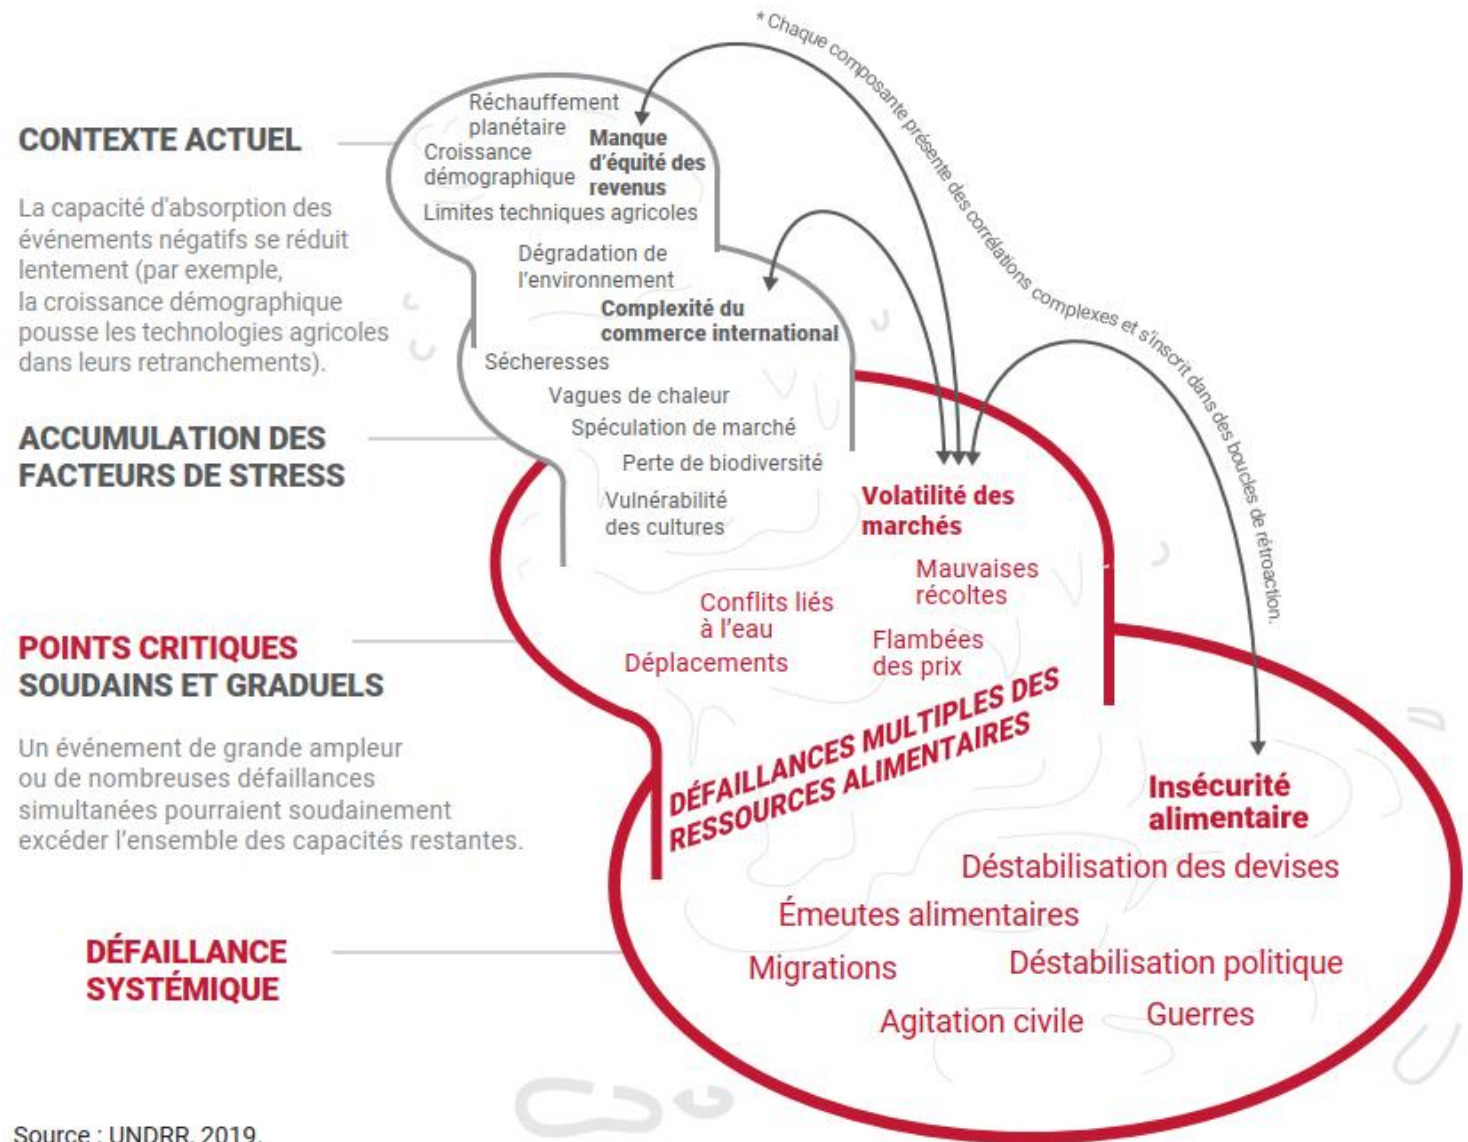 * Chaque composante présente des corrélations complexes et s'inscrit dans des boucles de rétroaction.
CONTEXTE ACTUEL
La capacité d'absorption des
événements négatifs se réduit
lentement (par exemple,
la croissance démographique
pousse les technologies agricoles
dans leurs retranchements).
Réchauffement
planétaire
Croissance
démographique
Manque
d'équité des
revenus
Limites techniques agricoles
Dégradation de
l'environnement
Complexité du
commerce international
ACCUMULATION DES
FACTEURS DE STRESS
Sécheresses
Vagues de chaleur
Spéculation de marché
Perte de biodiversité
Vulnérabilité
des cultures
POINTS CRITIQUES
SOUDAINS ET GRADUELS
Un événement de grande ampleur
ou de nombreuses défaillances
simultanées pourraient soudainement
excéder l'ensemble des capacités restantes.
Volatilité des
marchés
Mauvaises
récoltes
Conflits liés
à l'eau
Flambées
des prix
Déplacements
DÉFAILLANCES MULTIPLES DES
RESSOURCES ALIMENTAIRES
DÉFAILLANCE
SYSTÉMIQUE
Insécurité
alimentaire
Déstabilisation des devises
Émeutes alimentaires
Migrations
Déstabilisation politique
Agitation civile
Guerres
Source : UNDRR, 2019.